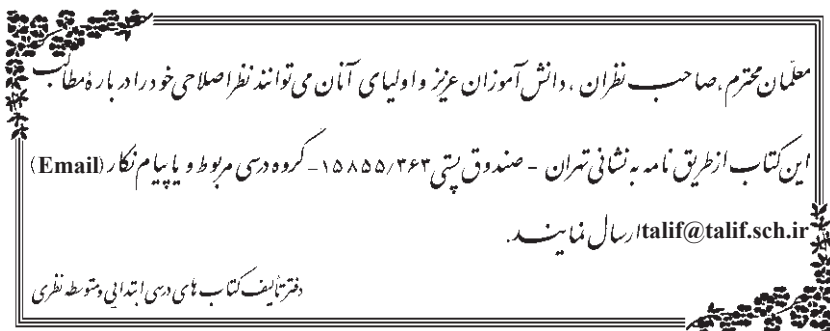 معلّمان محترم، صاحب نظران، دانش‌آموزان عزیز و اولیای آنان می‌توانند نظر اصلاحی خود را دربارهٔ مطالب
این کتاب از طریق نامه به نشانی تهران - صندوق پستی ۱۵۸۵۵/۳۶۳ - گروه درسی مربوط و یا پیام نگار (Email)
talif@talif.sch.ir ارسال نمایند.
دفتر تألیف کتاب های درسی ابتدایی و متوسطه نظری